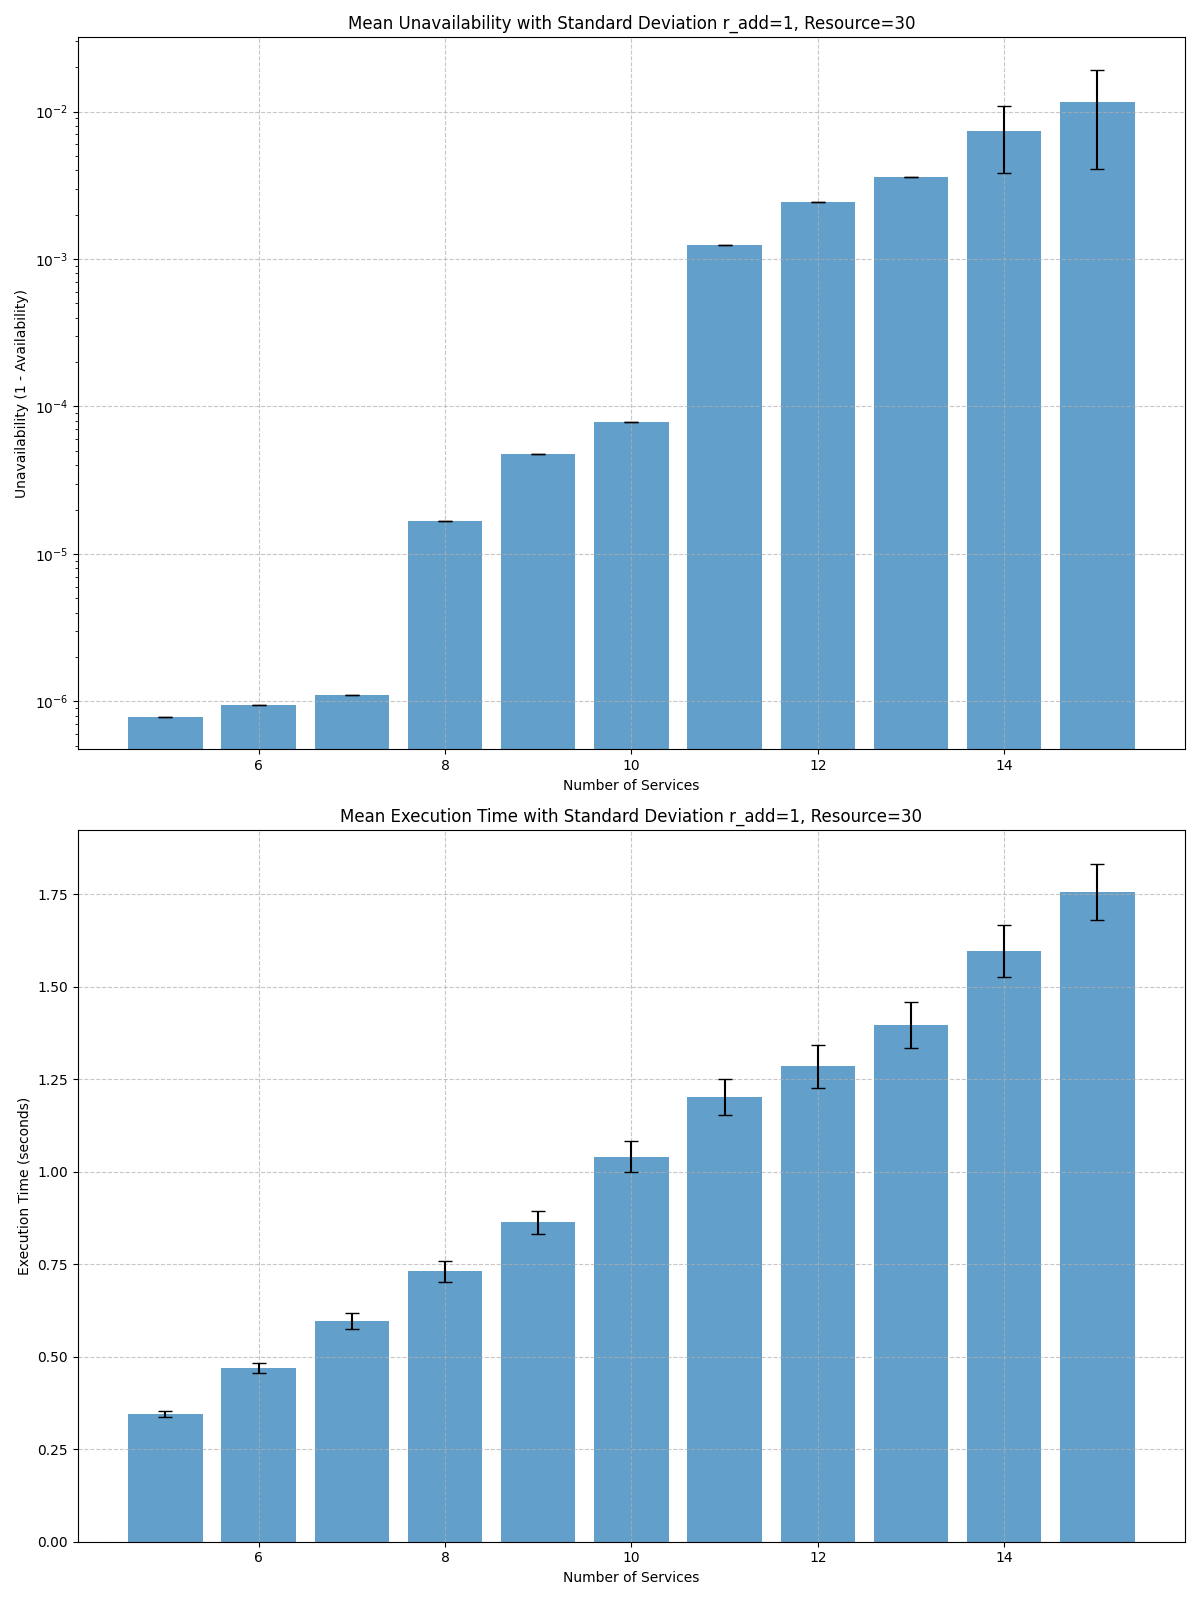 Mean Unavailability with Standard Deviation r_add=1, Resource=30
Unavailability (1 - Availability)
10⁻²
10⁻³
10⁻⁴
10⁻⁵
10⁻⁶
6 8 10 12 14
Number of Services
Mean Execution Time with Standard Deviation r_add=1, Resource=30
Execution Time (seconds)
1.75
1.50
1.25
1.00
0.75
0.50
0.25
0.00
6 8 10 12 14
Number of Services